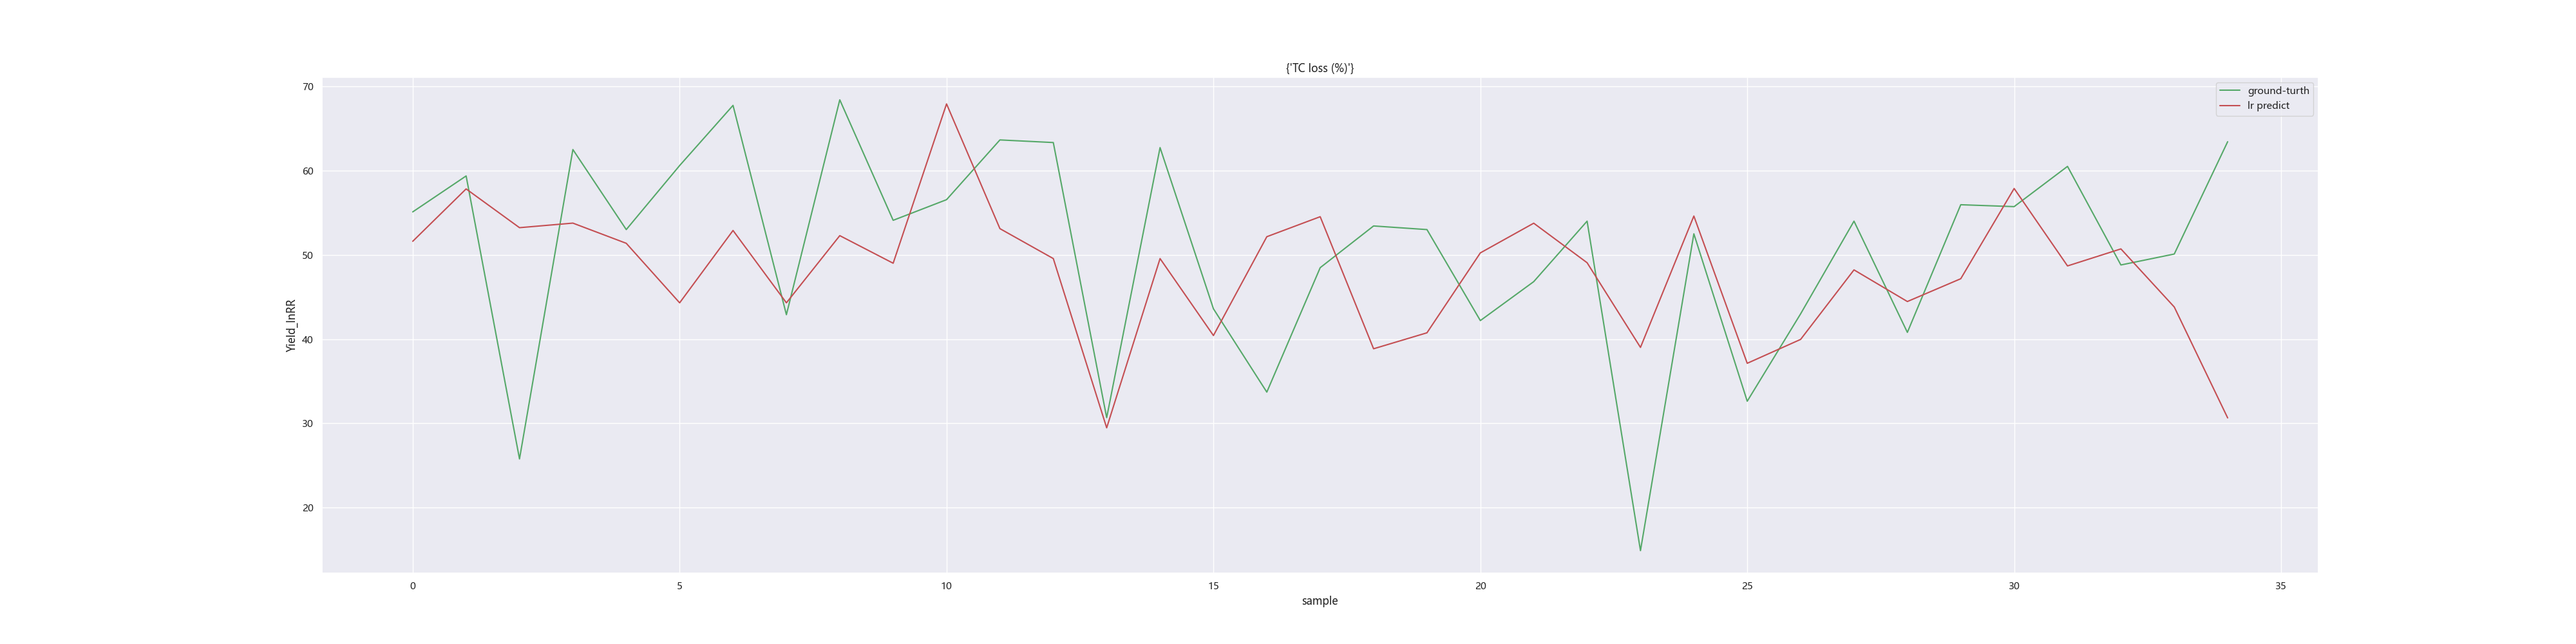 {'TC loss (%)'}
ground-turth
lr predict
Yield_lnRR
70
60
50
40
30
20
0 5 10 15 20 25 30 35
sample